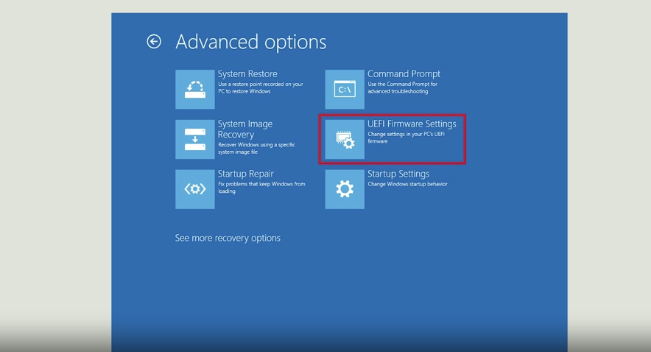 Advanced options
System Restore
Use a restore point recorded on your
PC to restore Windows
Command Prompt
Use the Command Prompt for
advanced troubleshooting
C:\
System Image
Recovery
Recover Windows using a specific
system image file
UEFI Firmware Settings
Change settings in your PC's UEFI
firmware
Startup Repair
Fix problems that keep Windows from
loading
Startup Settings
Change Windows startup behavior
See more recovery options